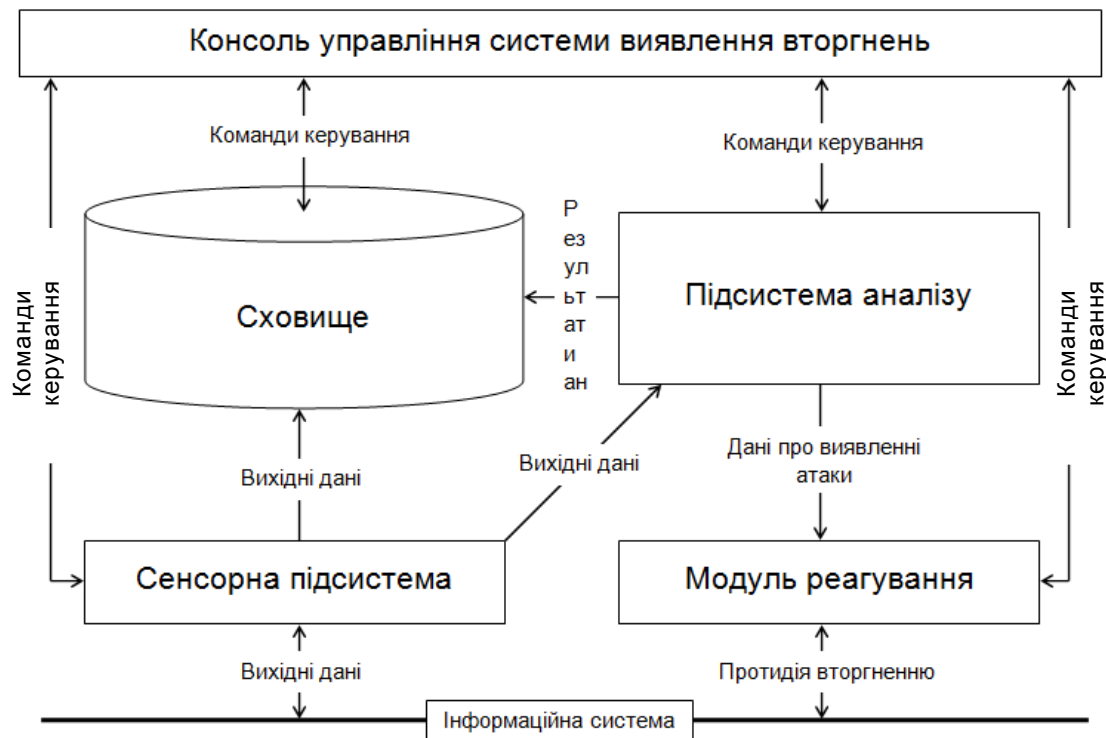 Консоль управління системи виявлення вторгнень
Команди керування
Команди керування
Р
ез
ул
ьт
ат
и
ан
Сховище
Підсистема аналізу
Команди
керування
Команди
керування
Вихідні дані
Вихідні дані
Дані про виявленні
атаки
Сенсорна підсистема
Модуль реагування
Вихідні дані
Протидія вторгненню
Інформаційна система